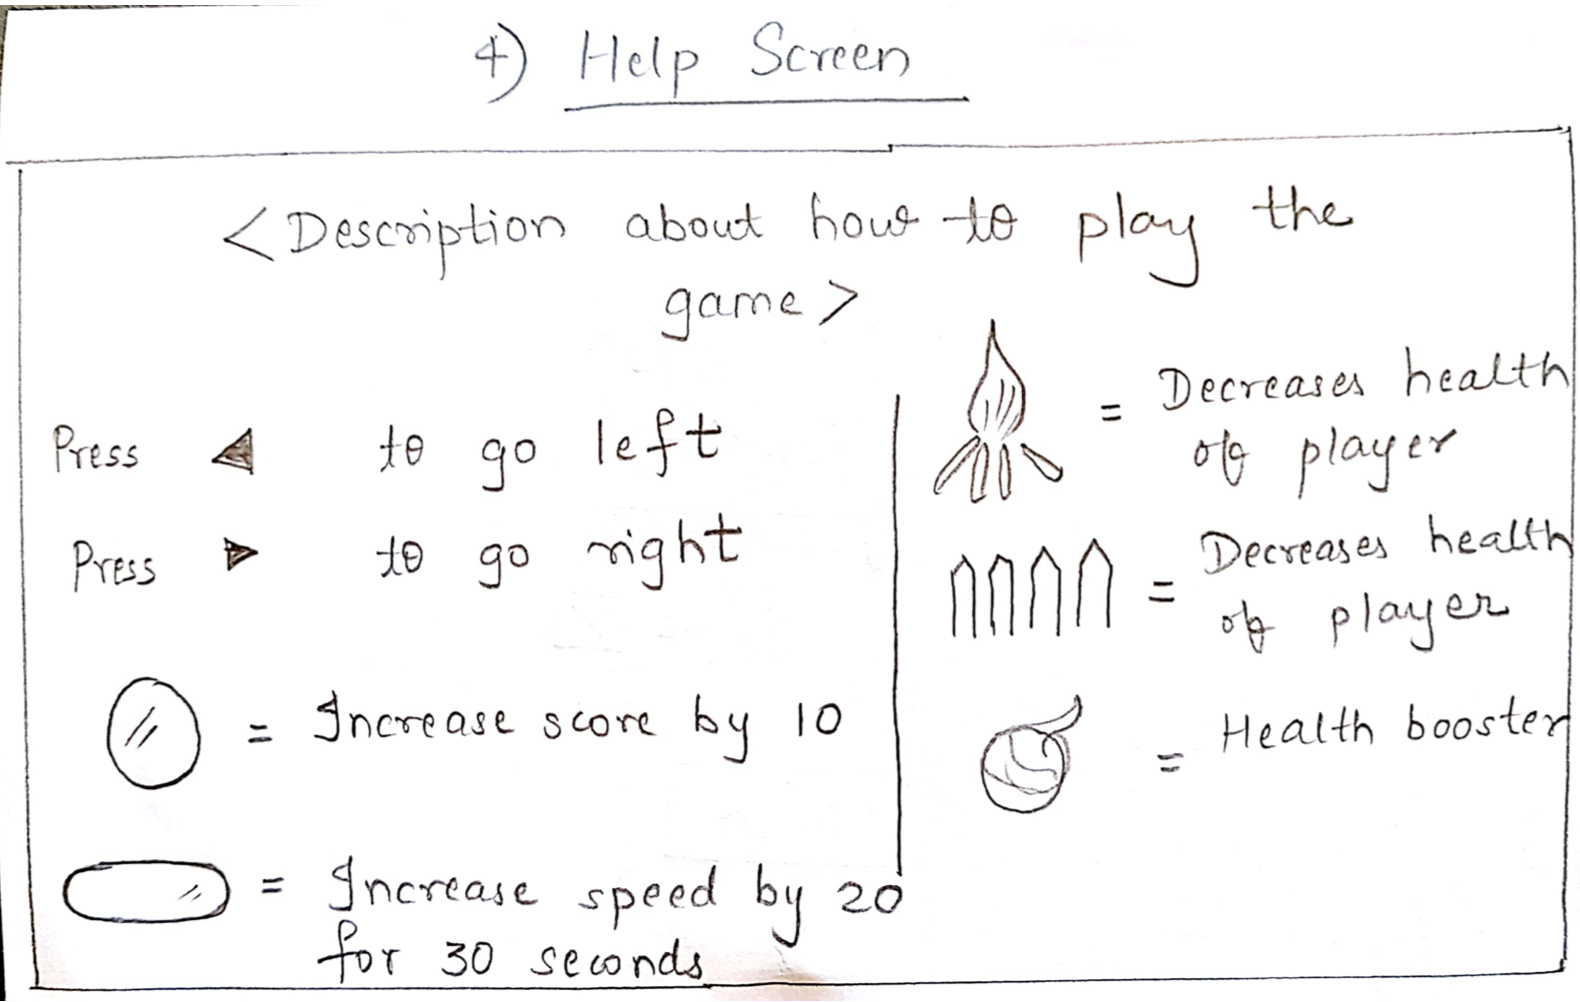 4) Help Screen
<Description about how to play the
game>
Press ◀ to go left
Press ▶ to go right
= Increase score by 10
= Increase speed by 20
for 30 seconds
= Decreases health
of player
= Decreases health
of player
= Health booster